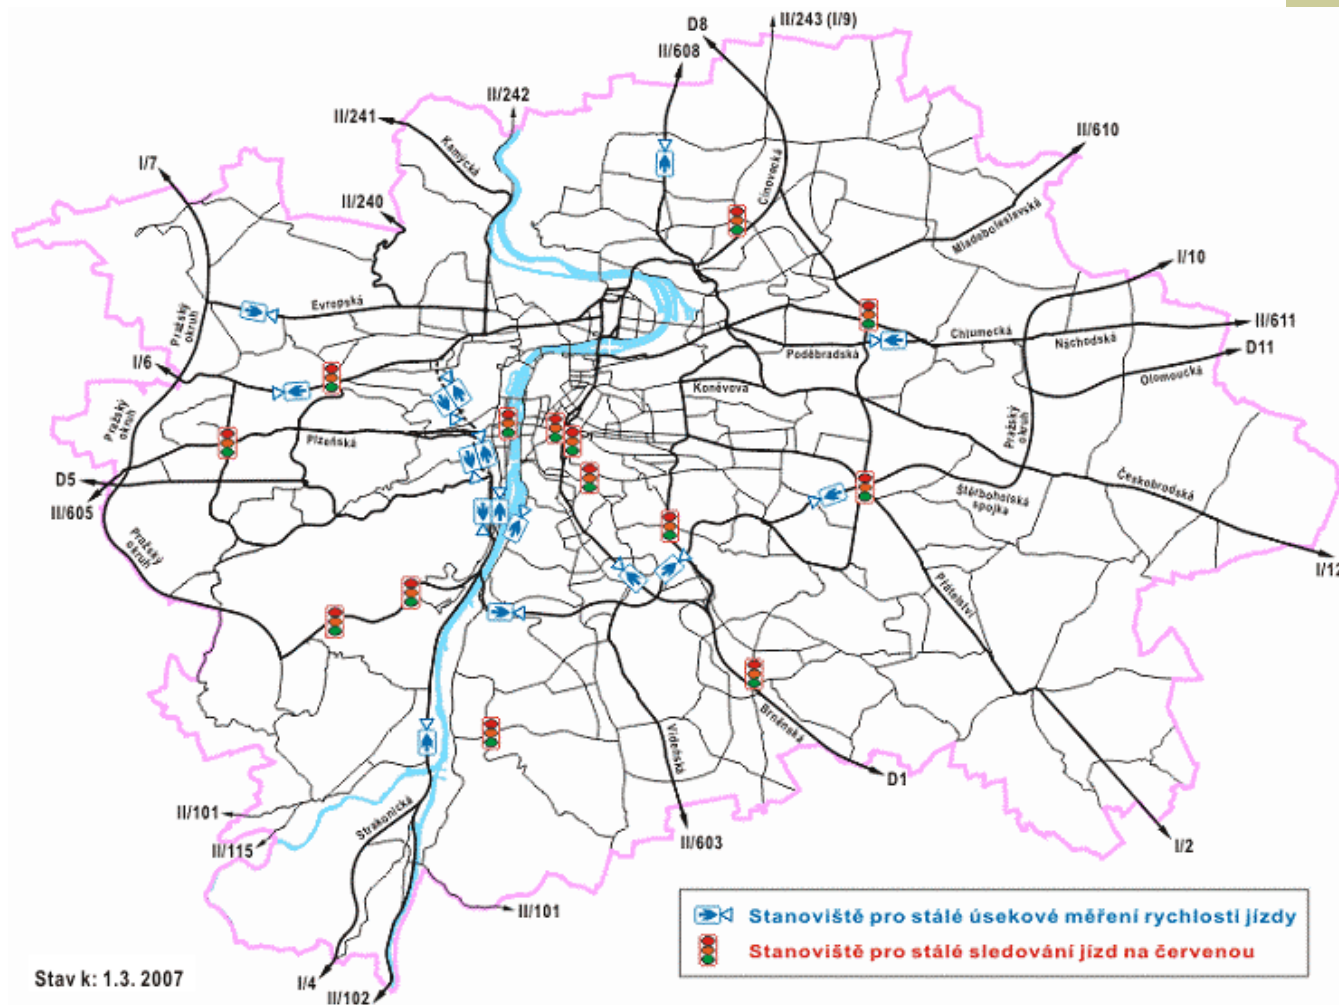 D8
II/243 (I/9)
II/608
II/242
II/241
Kamýcká
II/610
I/7
Cínovecká
II/240
Mladoboleslavská
I/10
Evropská
Pražský
okruh
Chlumecká
Náchodská
II/611
I/6
Poděbradská
D11
Olomoucká
Koněvova
Pražský
okruh
Plzeňská
Pražský
okruh
D5
Českobrodská
II/605
Štěrboholská
spojka
Pražský
okruh
I/12
Přátelství
Brněnská
Vídeňská
D1
II/101
Strakonická
II/115
II/603
I/2
II/101
Stanoviště pro stálé úsekové měření rychlosti jízdy
Stanoviště pro stálé sledování jízd na červenou
Stav k: 1.3. 2007
I/4
II/102